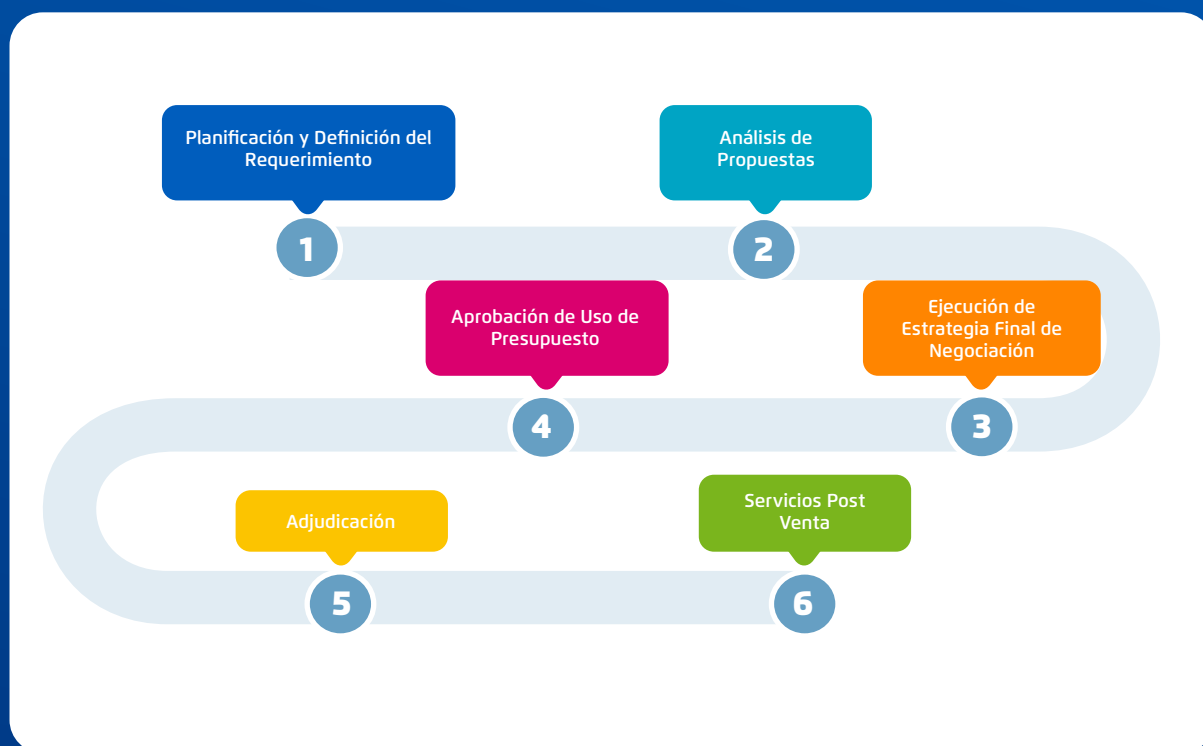 Planificación y Definición del
Requerimiento
1
Análisis de
Propuestas
2
Ejecución de
Estrategia Final de
Negociación
3
Aprobación de Uso de
Presupuesto
4
Adjudicación
5
Servicios Post
Venta
6